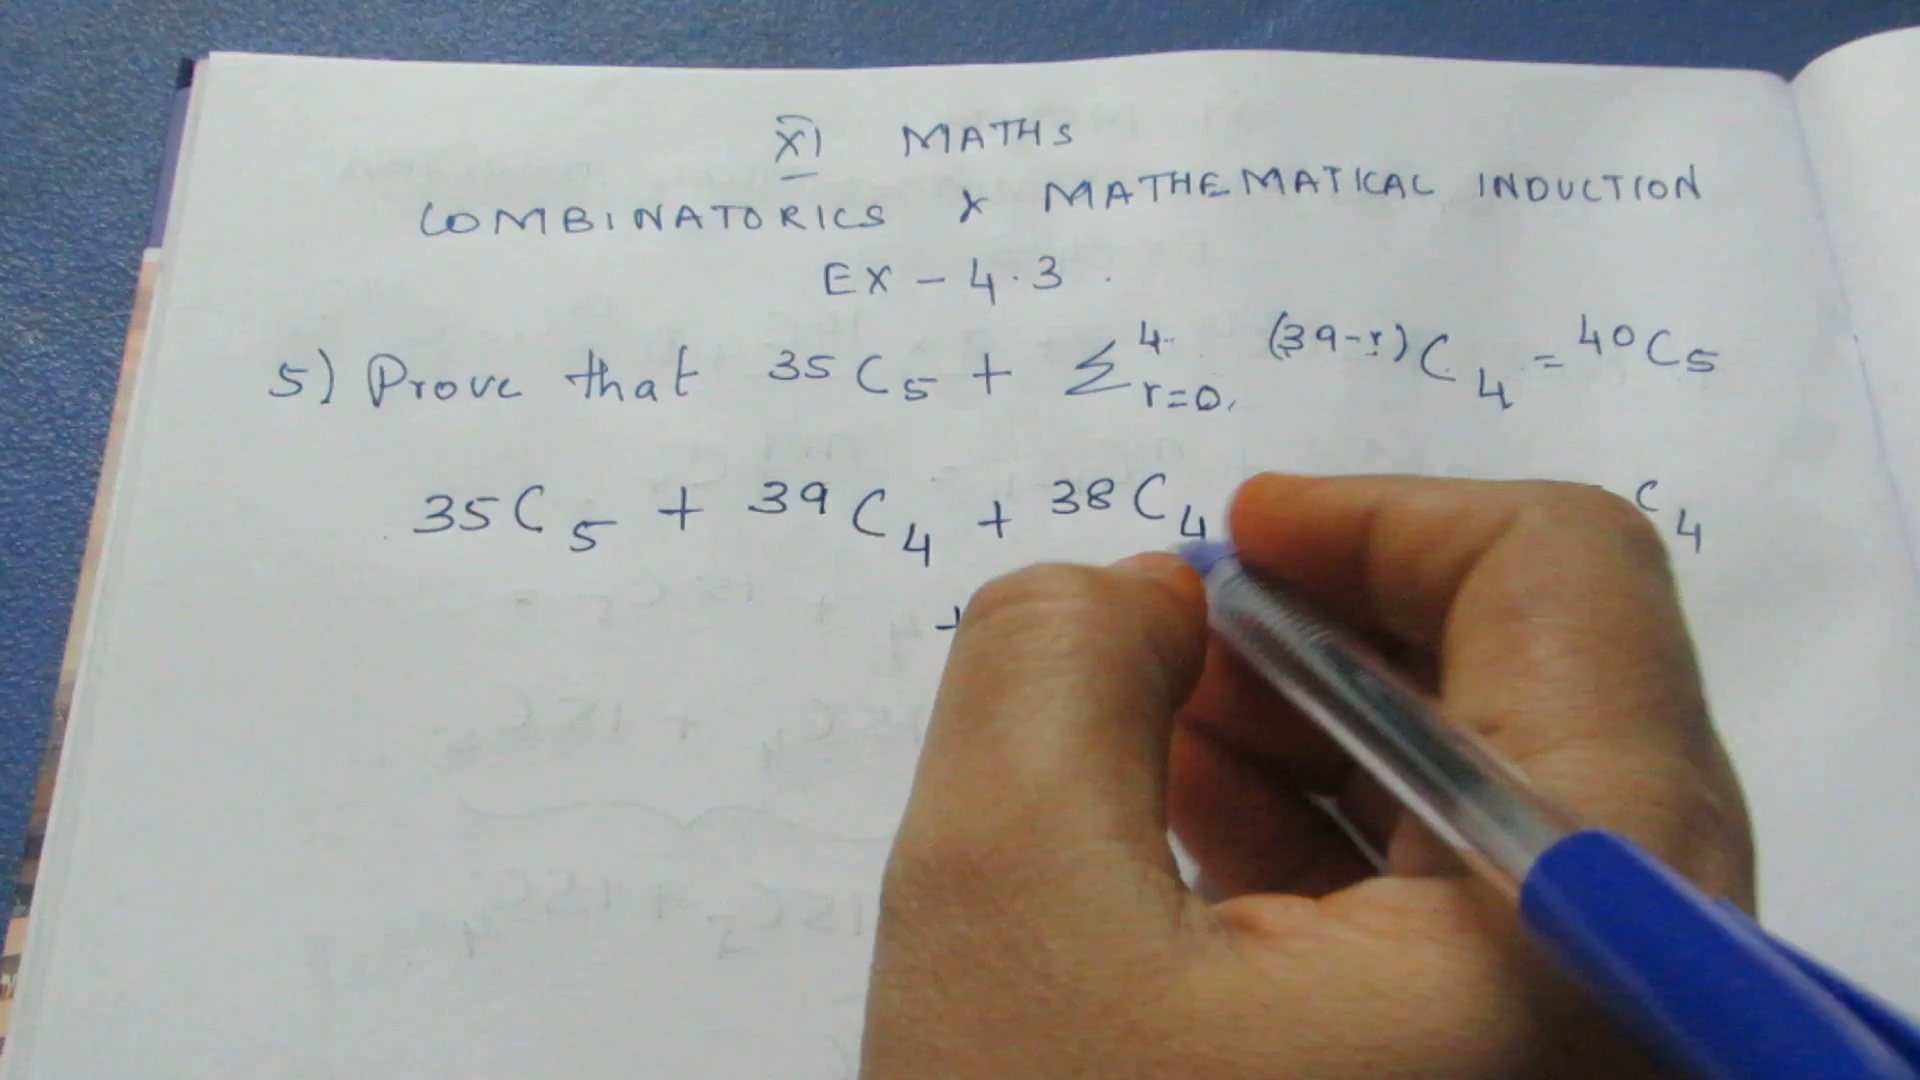 XI MATHS
COMBINATORICS & MATHEMATICAL INDUCTION
EX - 4.3
5) Prove that 35C5 + Σ⁴r=0 (39-r)C4 = 40C5
35C5 + 39C4 + 38C4 C4
+